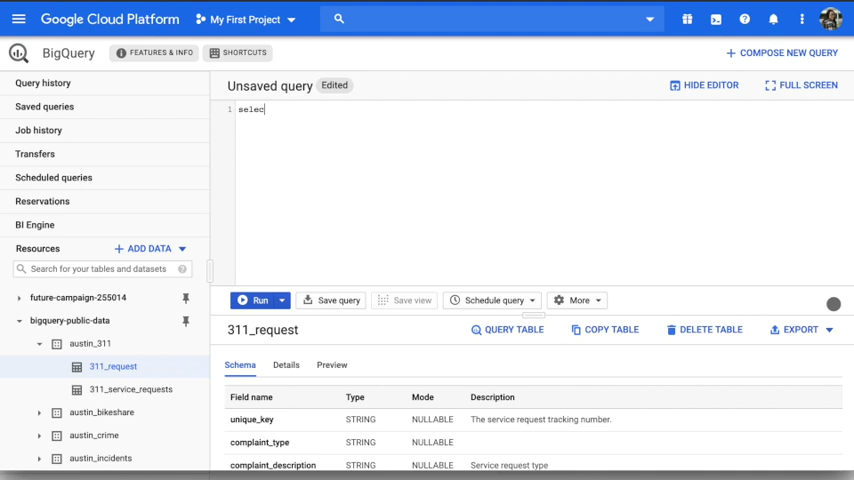 Google Cloud Platform My First Project
BigQuery FEATURES & INFO SHORTCUTS + COMPOSE NEW QUERY
Query history
Saved queries
Job history
Transfers
Scheduled queries
Reservations
BI Engine
Resources + ADD DATA
Search for your tables and datasets
future-campaign-255014
bigquery-public-data
austin_311
311_request
311_service_requests
austin_bikeshare
austin_crime
austin_incidents
Unsaved query Edited HIDE EDITOR FULL SCREEN
1 selec
Run Save query Save view Schedule query More
311_request QUERY TABLE COPY TABLE DELETE TABLE EXPORT
Schema Details Preview
Field name Type Mode Description
unique_key STRING NULLABLE The service request tracking number.
complaint_type STRING NULLABLE
complaint_description STRING NULLABLE Service request type